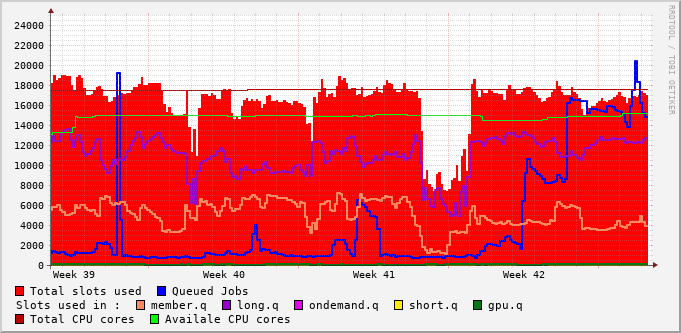 24000
22000
20000
18000
16000
14000
12000
10000
8000
6000
4000
2000
0
Week 39 Week 40 Week 41 Week 42
RRDTOOL / TOBI OETIKER
Total slots used Queued Jobs
Slots used in : member.q long.q ondemand.q short.q gpu.q
Total CPU cores Availale CPU cores